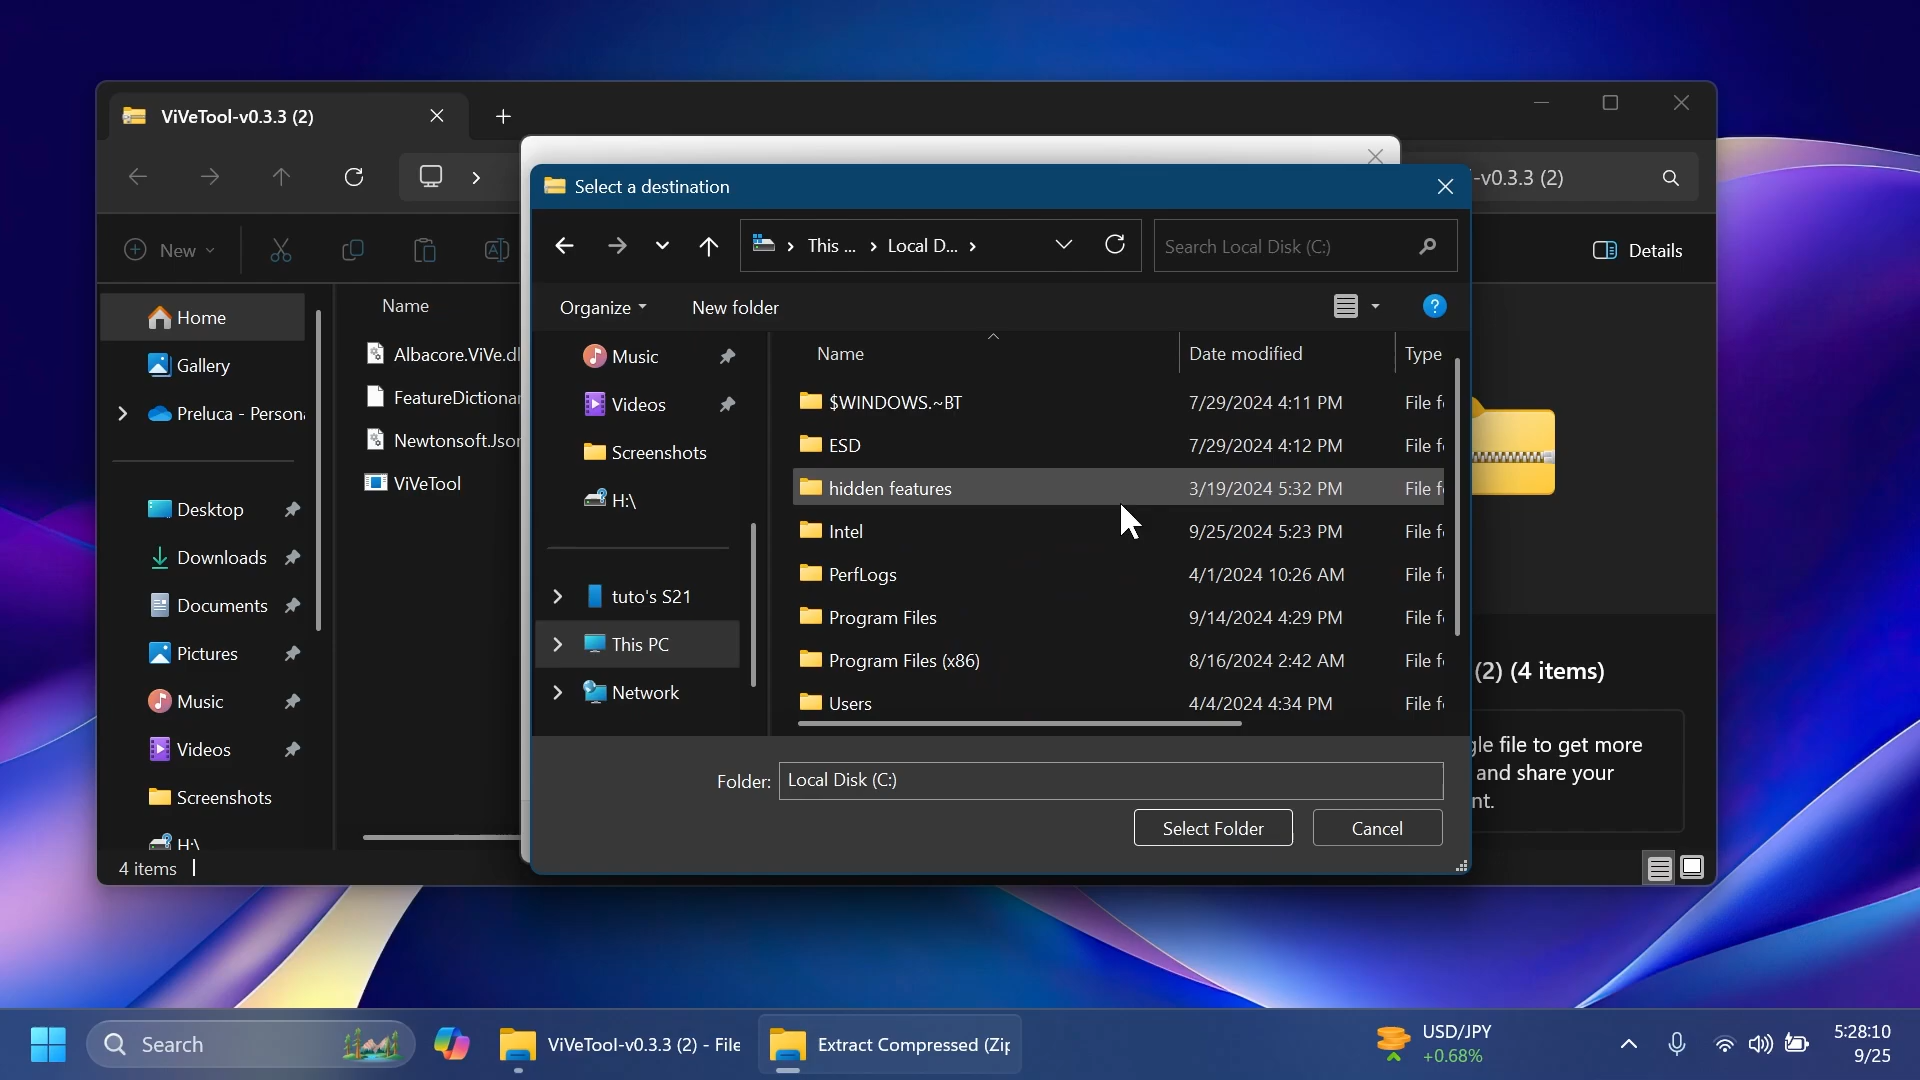 ViVeTool-v0.3.3 (2)
-v0.3.3 (2)
New
Details
Home
Gallery
Preluca - Persona
Desktop
Downloads
Documents
Pictures
Music
Videos
Screenshots
H:\
4 items
Name
Albacore.ViVe.dl
FeatureDictionar
Newtonsoft.Json
ViVeTool
Select a destination
This ...
Local D...
Search Local Disk (C:)
Organize
New folder
?
Music
Videos
Screenshots
H:\
tuto's S21
This PC
Network
Name Date modified Type
$WINDOWS.~BT 7/29/2024 4:11 PM File f
ESD 7/29/2024 4:12 PM File f
hidden features 3/19/2024 5:32 PM File f
Intel 9/25/2024 5:23 PM File f
PerfLogs 4/1/2024 10:26 AM File f
Program Files 9/14/2024 4:29 PM File f
Program Files (x86) 8/16/2024 2:42 AM File f
Users 4/4/2024 4:34 PM File f
Folder: Local Disk (C:)
Select Folder Cancel
(2) (4 items)
gle file to get more
and share your
nt.
Search
ViVeTool-v0.3.3 (2) - File
Extract Compressed (Zip
USD/JPY
+0.68%
5:28:10
9/25